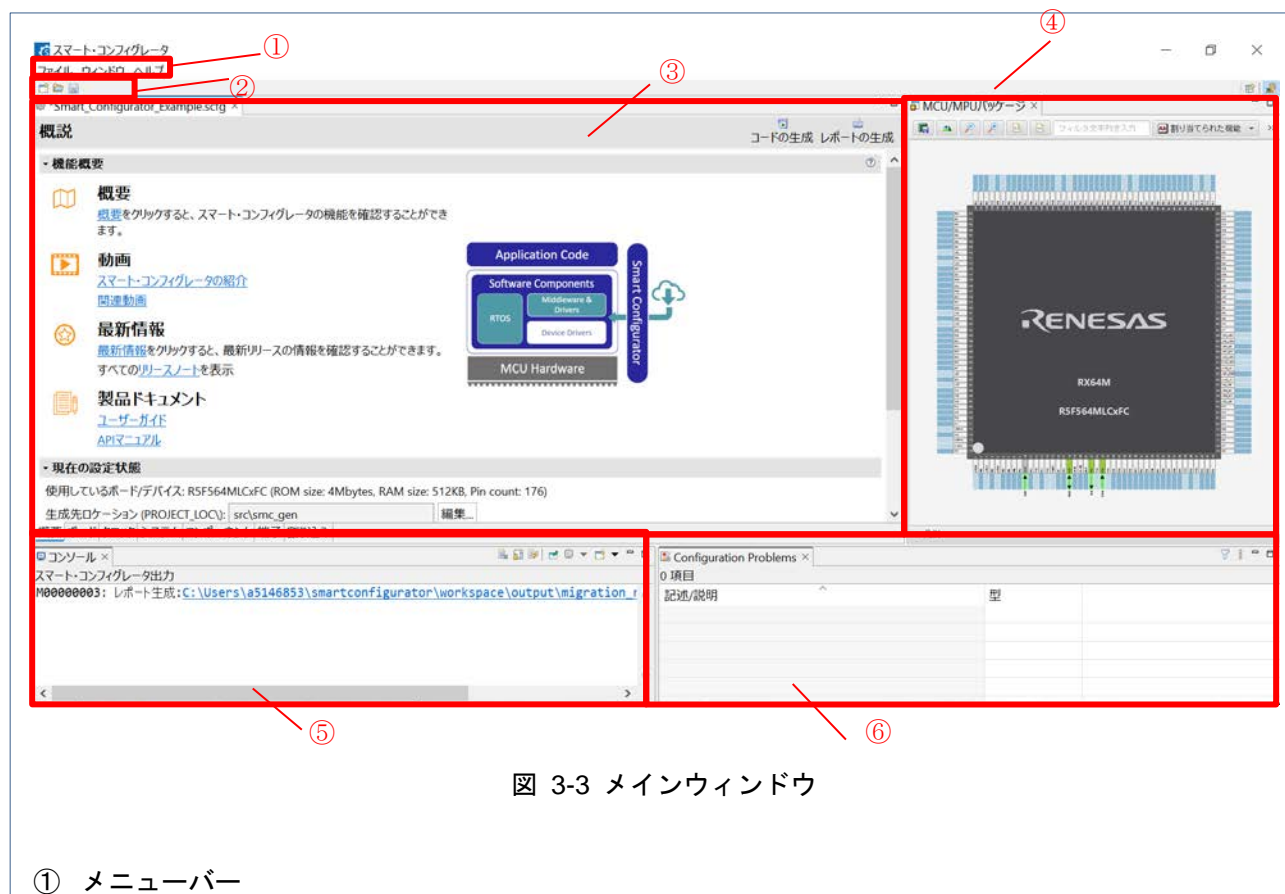 ①
④
スマート・コンフィグレータ
ファイル ウィンドウ ヘルプ
②
③
*Smart_Configurator_Example.scfg ×
MCU/MPUパッケージ ×
概説
コードの生成 レポートの生成
フィルタ文字列を入力
割り当てられた機能
機能概要
概要
概要をクリックすると、スマート・コンフィグレータの機能を確認することができ
ます。
動画
スマート・コンフィグレータの紹介
関連動画
最新情報
最新情報をクリックすると、最新リリースの情報を確認することができます。
すべてのリリースノートを表示
製品ドキュメント
ユーザーガイド
APIマニュアル
Application Code
Software Components
RTOS
Middleware &
Drivers
Device Drivers
MCU Hardware
Smart Configurator
RENESAS
RX64M
R5F564MLCxFC
現在の設定状態
使用しているボード/デバイス: R5F564MLCxFC (ROM size: 4Mbytes, RAM size: 512KB, Pin count: 176)
生成先ロケーション (PROJECT_LOC\): src\smc_gen 編集...
コンソール ×
スマート・コンフィグレータ出力
M00000003: レポート生成:C:\Users\a5146853\smartconfigurator\workspace\output\migration_r
Configuration Problems ×
0 項目
記述/説明 型
⑤
⑥
図 3-3 メインウィンドウ
① メニューバー